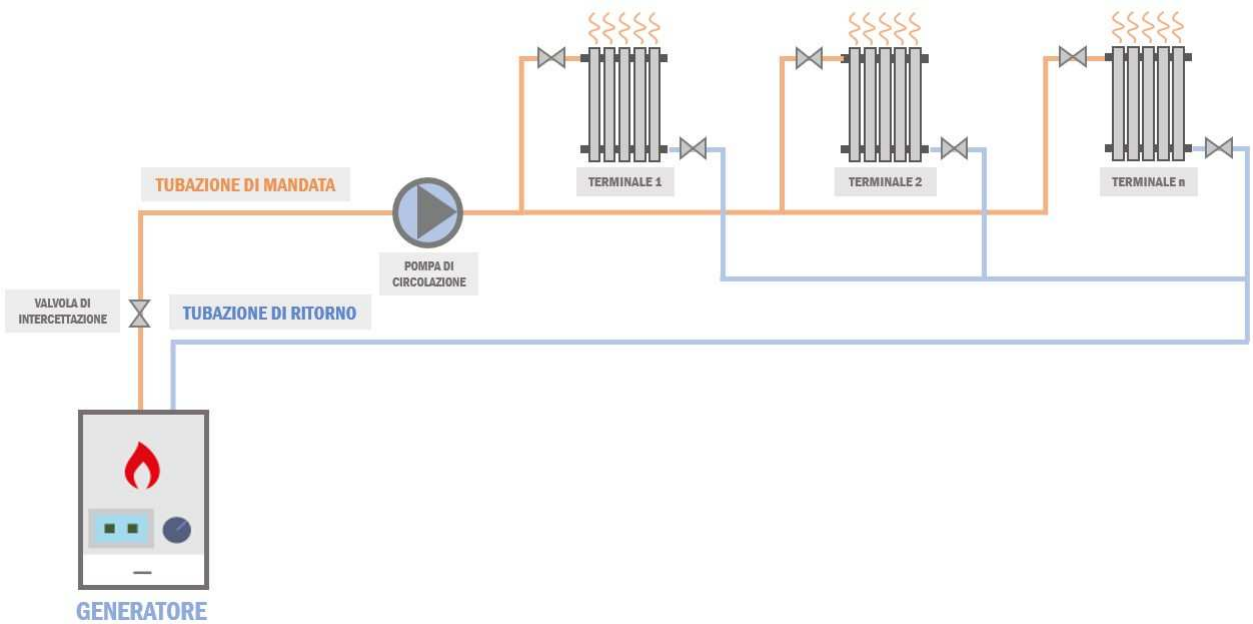 TERMINALE 1
TERMINALE 2
TERMINALE n
TUBAZIONE DI MANDATA
POMPA DI
CIRCOLAZIONE
VALVOLA DI
INTERCETTAZIONE
TUBAZIONE DI RITORNO
GENERATORE